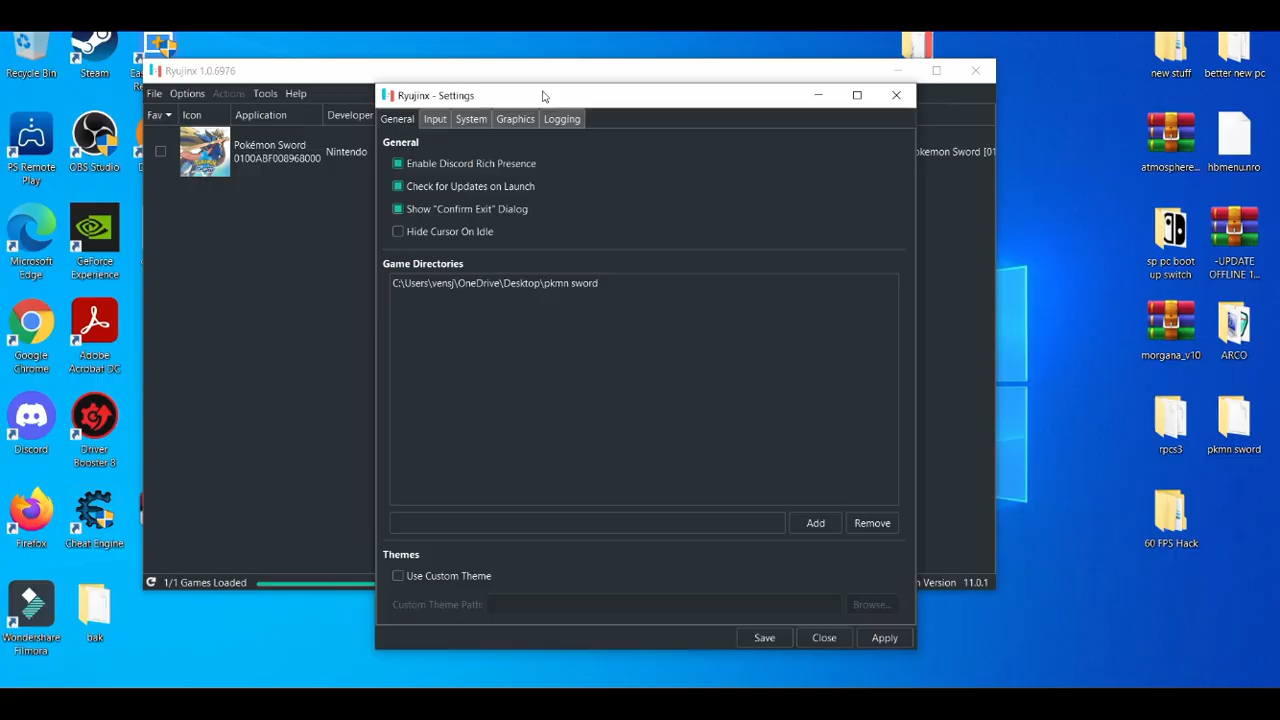 Recycle Bin
Steam
PS Remote
Play
OBS Studio
Microsoft
Edge
GeForce
Experience
Google
Chrome
Adobe
Acrobat DC
Discord
Driver
Booster 8
Firefox
Cheat Engine
Wondershare
Filmora
bak
Ryujinx 1.0.6976
File Options Actions Tools Help
Fav Icon Application Developer
Pokémon Sword
0100ABF008968000
Nintendo
okemon Sword [01
1/1 Games Loaded
Version 11.0.1
Ryujinx - Settings
General Input System Graphics Logging
General
Enable Discord Rich Presence
Check for Updates on Launch
Show "Confirm Exit" Dialog
Hide Cursor On Idle
Game Directories
C:\Users\vensj\OneDrive\Desktop\pkmn sword
Add Remove
Themes
Use Custom Theme
Custom Theme Path:
Browse...
Save Close Apply
new stuff
better new pc
atmosphere...
hbmenu.nro
sp pc boot
up switch
-UPDATE
OFFLINE 1...
morgana_v10
ARCO
rpcs3
pkmn sword
60 FPS Hack